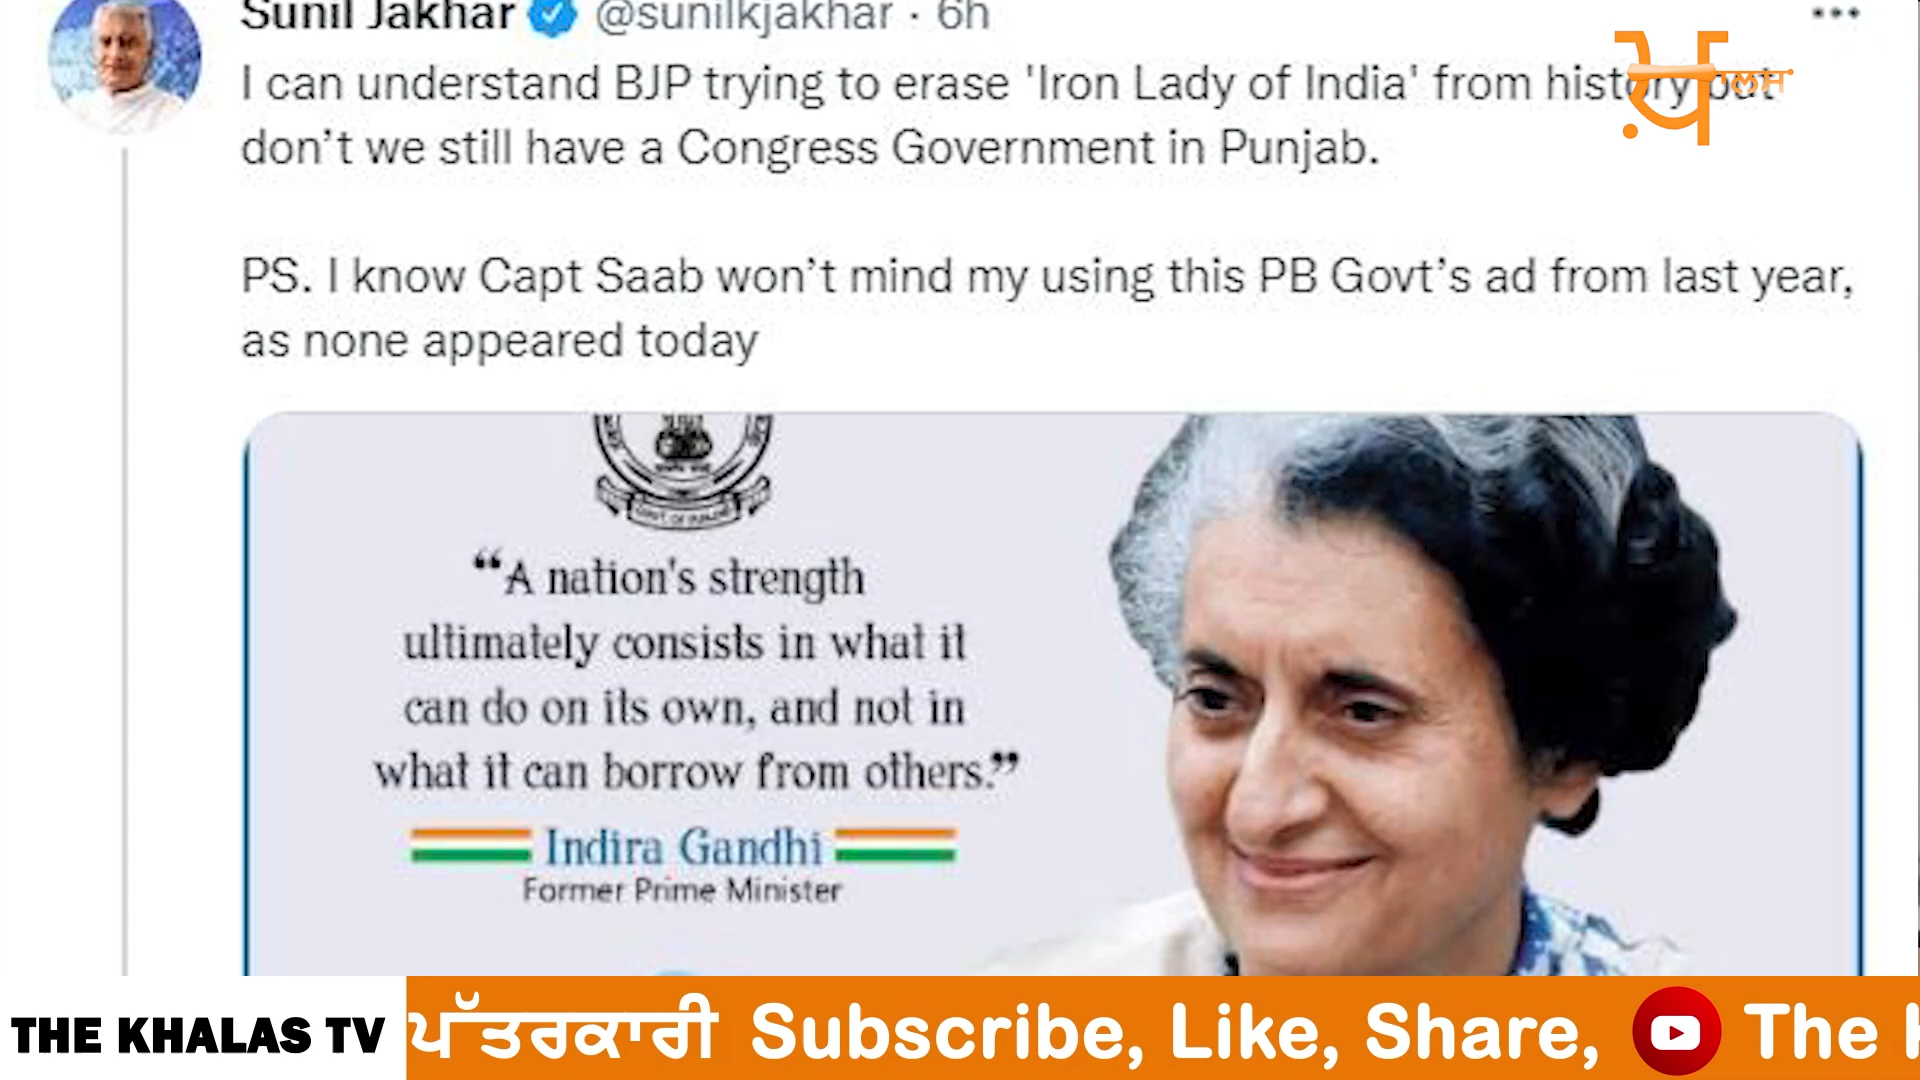 Sunil Jakhar @sunilkjakhar · 6h
I can understand BJP trying to erase 'Iron Lady of India' from history but
don’t we still have a Congress Government in Punjab.
PS. I know Capt Saab won’t mind my using this PB Govt’s ad from last year,
as none appeared today
GOVT. OF PUNJAB
“A nation's strength
ultimately consists in what it
can do on its own, and not in
what it can borrow from others.”
Indira Gandhi
Former Prime Minister
THE KHALAS TV ਪੱਤਰਕਾਰੀ Subscribe, Like, Share, The